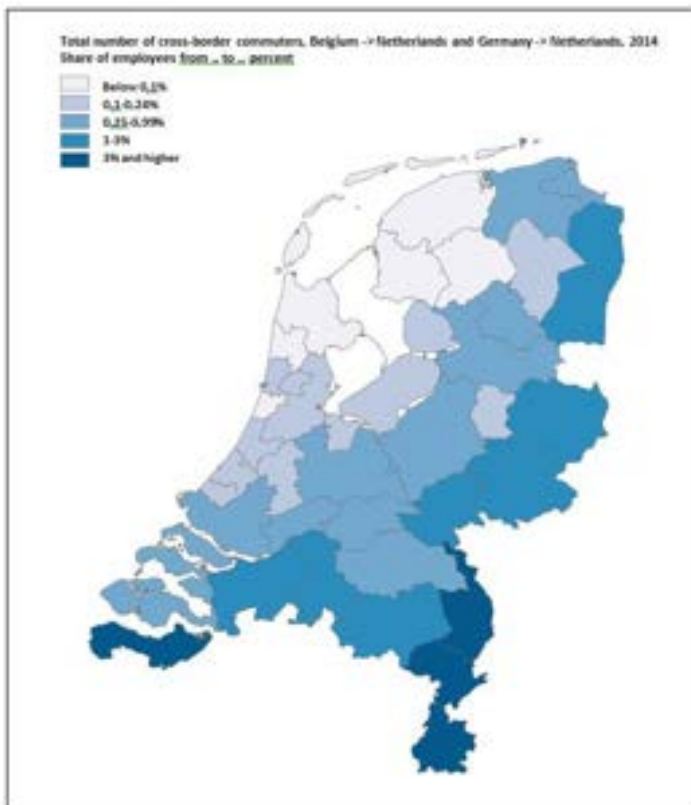 Total number of cross-border commuters, Belgium -> Netherlands and Germany -> Netherlands, 2014
Share of employees from .. to .. percent
Below 0,1%
0,1-0,24%
0,25-0,99%
1-3%
3% and higher